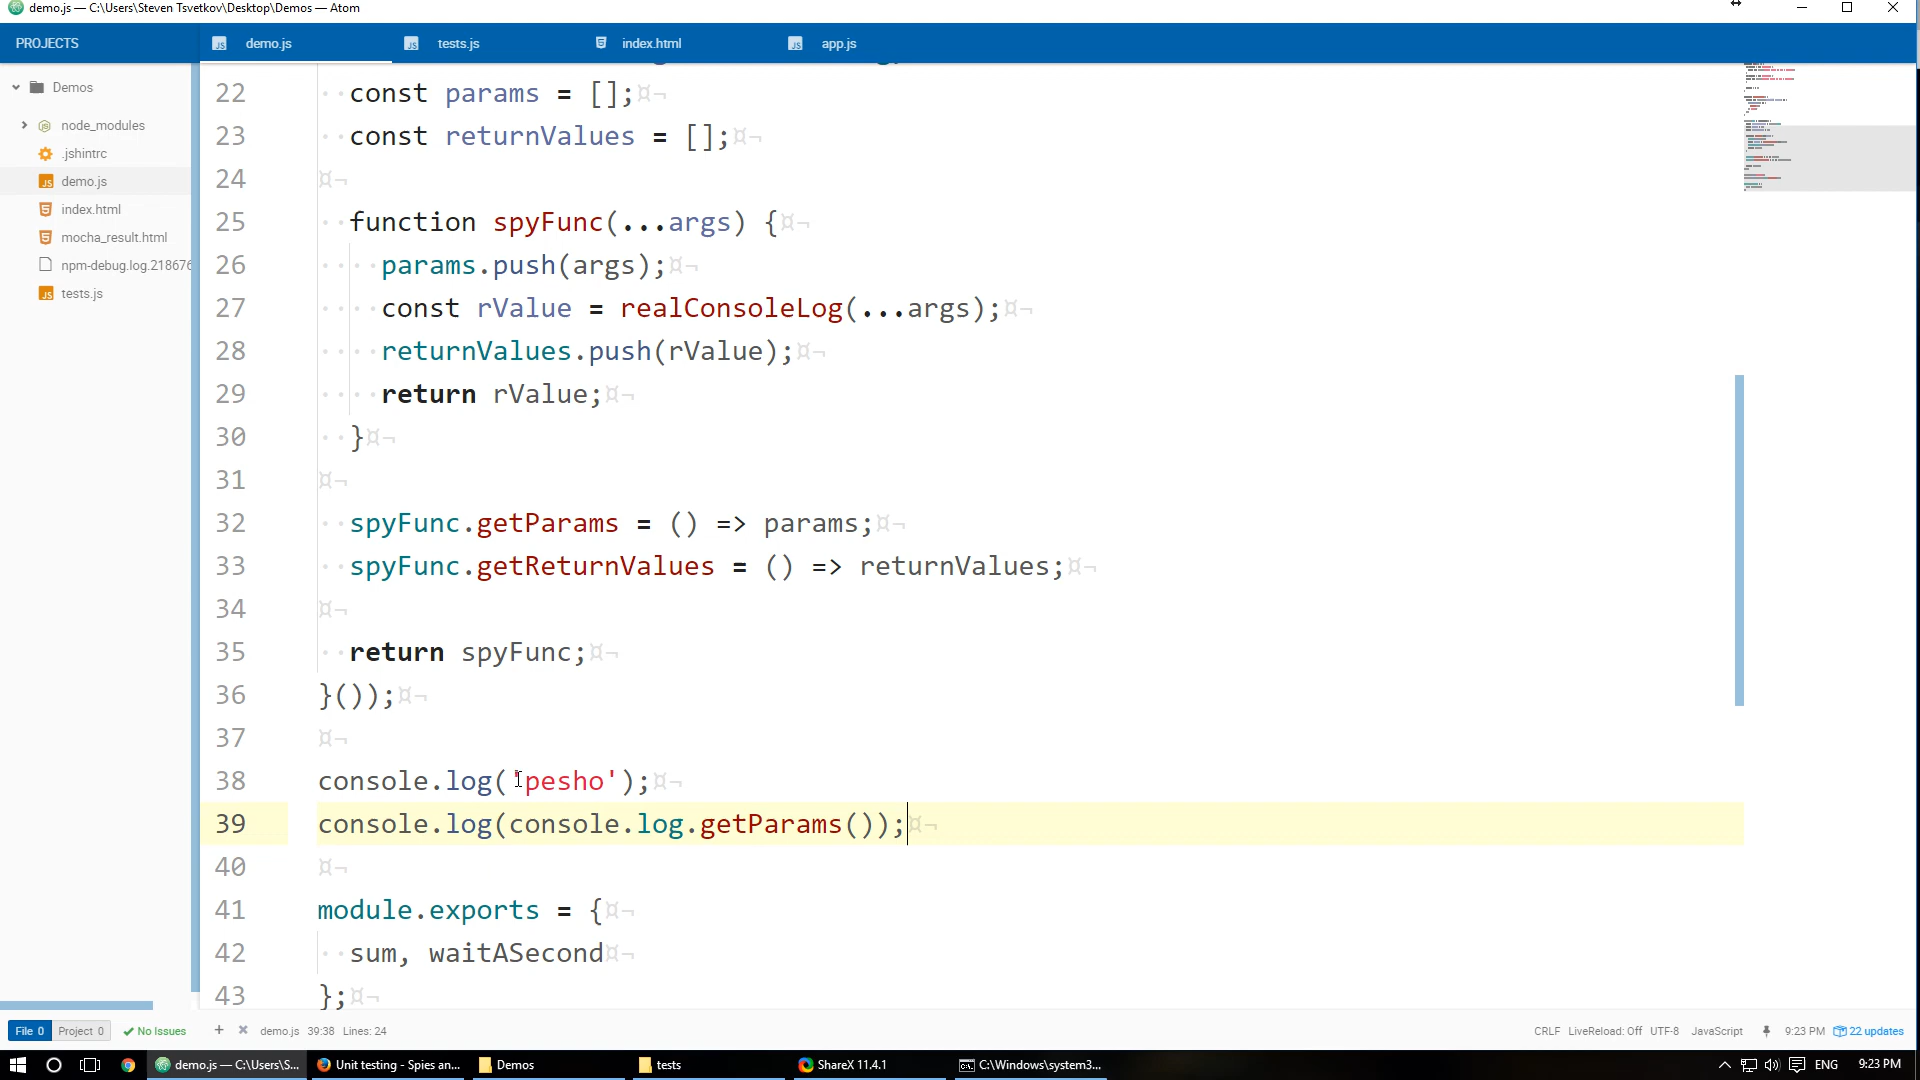 demo.js — C:\Users\Steven Tsvetkov\Desktop\Demos — Atom
PROJECTS
demo.js
tests.js
index.html
app.js
Demos
node_modules
.jshintrc
demo.js
index.html
mocha_result.html
npm-debug.log.218676
tests.js
22 const params = [];
23 const returnValues = [];
24
25 function spyFunc(...args) {
26 params.push(args);
27 const rValue = realConsoleLog(...args);
28 returnValues.push(rValue);
29 return rValue;
30 }
31
32 spyFunc.getParams = () => params;
33 spyFunc.getReturnValues = () => returnValues;
34
35 return spyFunc;
36 }());
37
38 console.log('pesho');
39 console.log(console.log.getParams());
40
41 module.exports = {
42 sum, waitASecond
43 };
File 0 Project 0 No Issues + demo.js 39:38 Lines: 24
CRLF LiveReload: Off UTF-8 JavaScript 9:23 PM 22 updates
demo.js — C:\Users\S... Unit testing - Spies an... Demos tests ShareX 11.4.1 C:\Windows\system3... ENG 9:23 PM